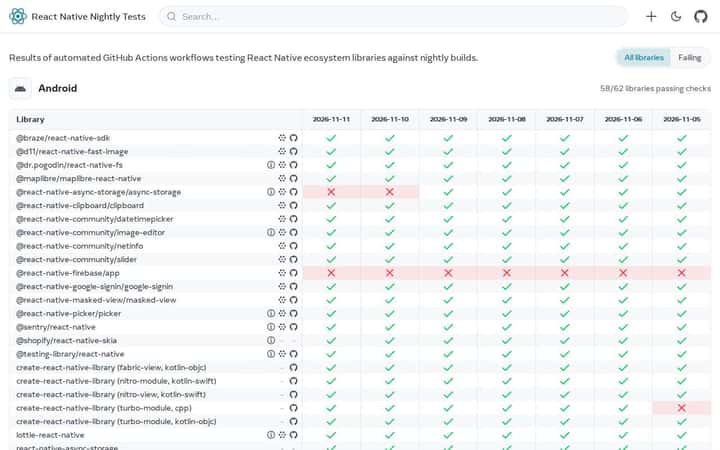 React Native Nightly Tests
Search...
Results of automated GitHub Actions workflows testing React Native ecosystem libraries against nightly builds.
All libraries Failing
Android
58/62 libraries passing checks
Library 2026-11-11 2026-11-10 2026-11-09 2026-11-08 2026-11-07 2026-11-06 2026-11-05
@braze/react-native-sdk
@d11/react-native-fast-image
@dr.pogodin/react-native-fs
@maplibre/maplibre-react-native
@react-native-async-storage/async-storage
@react-native-clipboard/clipboard
@react-native-community/datetimepicker
@react-native-community/image-editor
@react-native-community/netinfo
@react-native-community/slider
@react-native-firebase/app
@react-native-google-signin/google-signin
@react-native-masked-view/masked-view
@react-native-picker/picker
@sentry/react-native
@shopify/react-native-skia
@testing-library/react-native
create-react-native-library (fabric-view, kotlin-objc)
create-react-native-library (nitro-module, kotlin-swift)
create-react-native-library (nitro-view, kotlin-swift)
create-react-native-library (turbo-module, cpp)
create-react-native-library (turbo-module, kotlin-objc)
lottie-react-native
react-native-async-storage